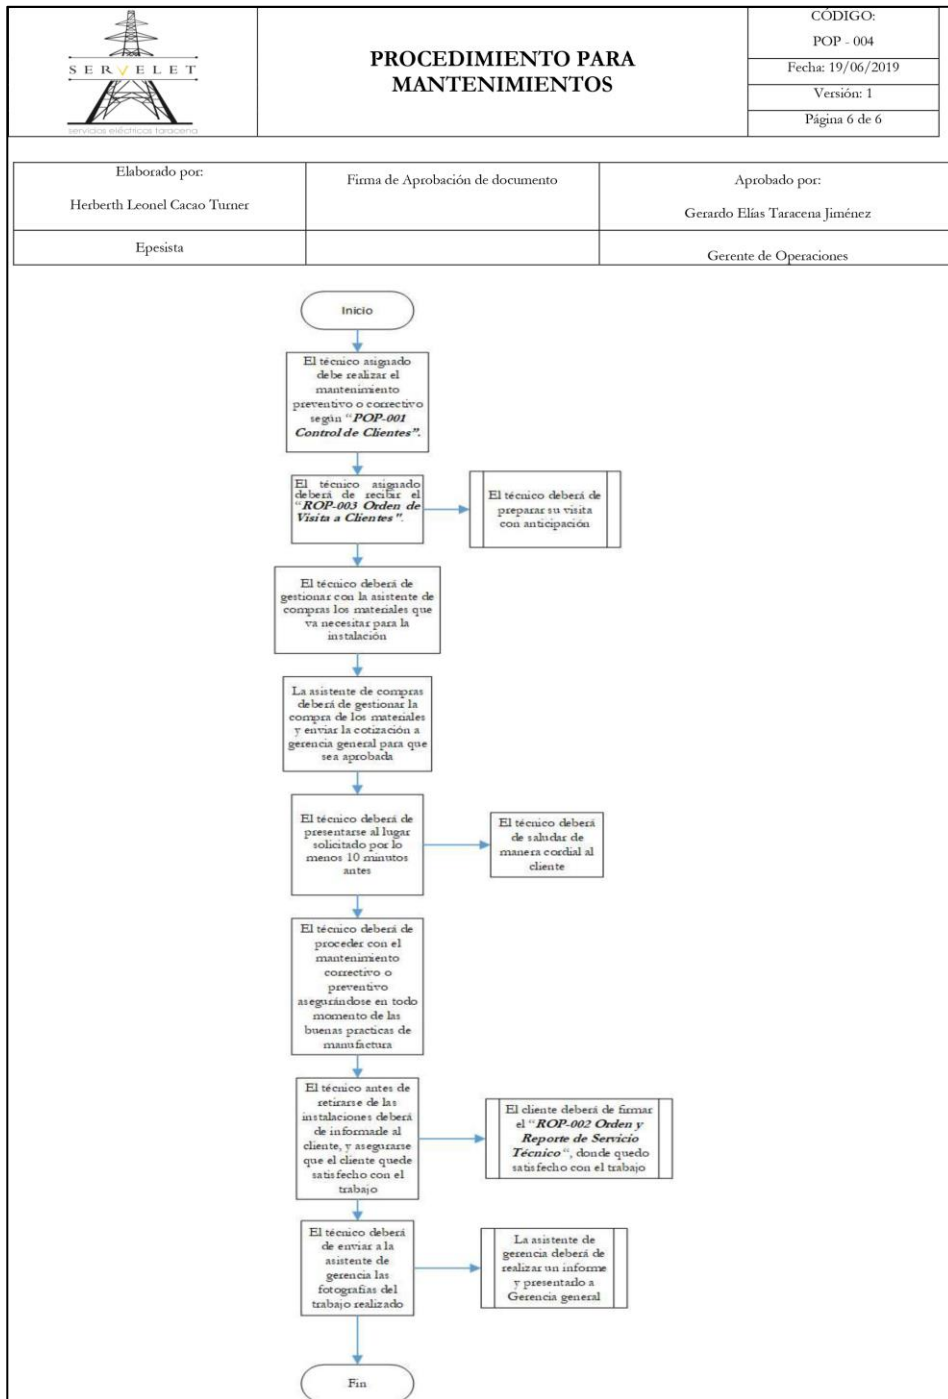 SERVELET
servicios eléctricos taracena
PROCEDIMIENTO PARA
MANTENIMIENTOS
CÓDIGO:
POP - 004
Fecha: 19/06/2019
Versión: 1
Página 6 de 6
Elaborado por:
Herberth Leonel Cacao Turner
Firma de Aprobación de documento
Aprobado por:
Gerardo Elías Taracena Jiménez
Epesista
Gerente de Operaciones
Inicio
El técnico asignado
debe realizar el
mantenimiento
preventivo o correctivo
según "POP-001
Control de Clientes".
El técnico asignado
deberá de recibir el
"ROP-003 Orden de
Visita a Clientes".
El técnico deberá de
preparar su visita
con anticipación
El técnico deberá de
gestionar con la asistente de
compras los materiales que
va necesitar para la
instalación
La asistente de compras
deberá de gestionar la
compra de los materiales
y enviar la cotización a
gerencia general para que
sea aprobada
El técnico deberá de
presentarse al lugar
solicitado por lo
menos 10 minutos
antes
El técnico deberá
de saludar de
manera cordial al
cliente
El técnico deberá de
proceder con el
mantenimiento
correctivo o
preventivo
asegurándose en todo
momento de las
buenas practicas de
manufactura
El técnico antes de
retirarse de las
instalaciones deberá
de informarle al
cliente, y asegurarse
que el cliente quede
satisfecho con el
trabajo
El cliente deberá de firmar
el "ROP-002 Orden y
Reporte de Servicio
Técnico", donde quedo
satisfecho con el trabajo
El técnico deberá
de enviar a la
asistente de
gerencia las
fotografías del
trabajo realizado
La asistente de
gerencia deberá de
realizar un informe
y presentarlo a
Gerencia general
Fin